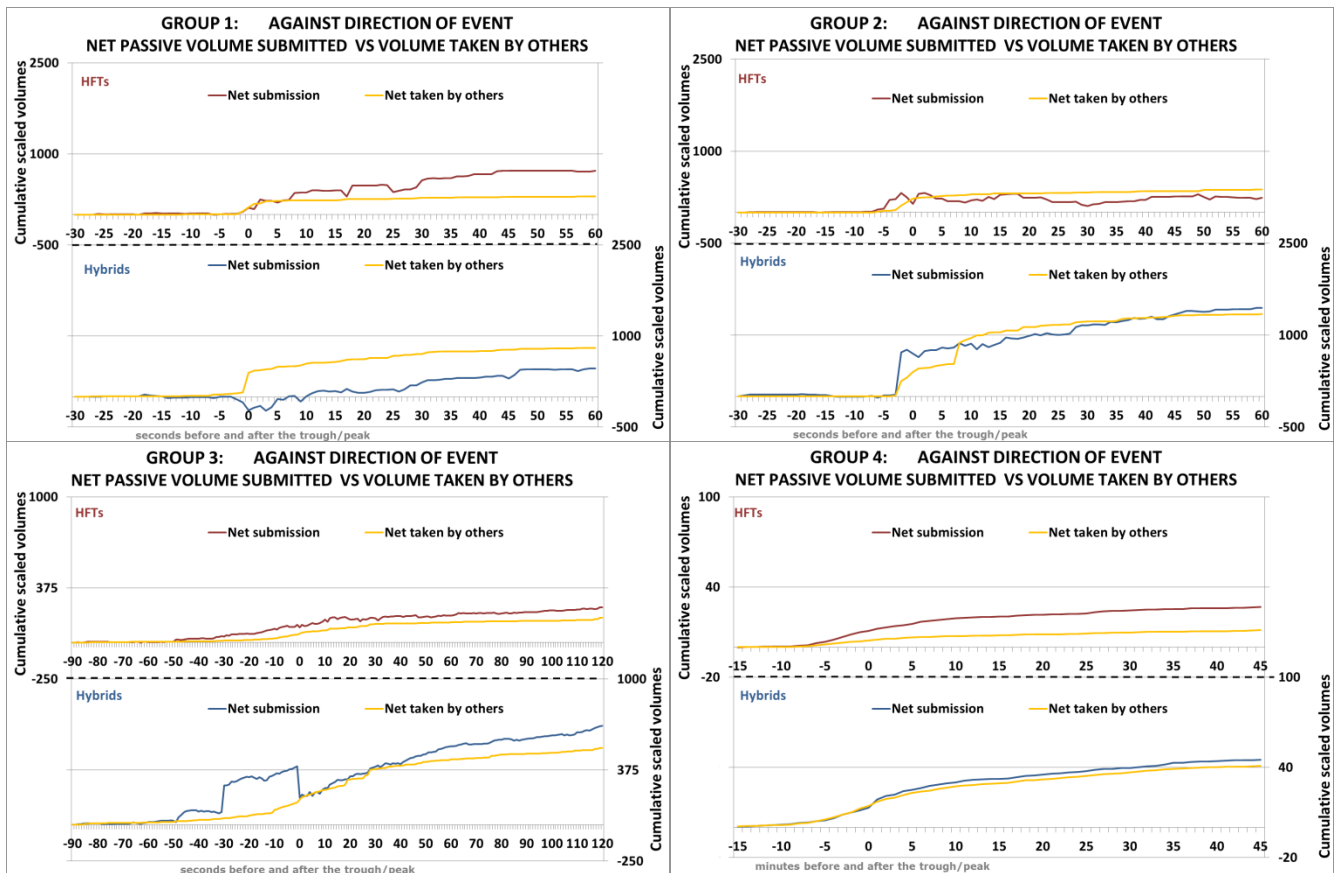 GROUP 1: AGAINST DIRECTION OF EVENT
NET PASSIVE VOLUME SUBMITTED VS VOLUME TAKEN BY OTHERS
Cumulative scaled volumes
2500
HFTs
Net submission Net taken by others
1000
-30 -25 -20 -15 -10 -5 0 5 10 15 20 25 30 35 40 45 50 55 60
-500 2500
Hybrids
Net submission Net taken by others
Cumulative scaled volumes
1000
-30 -25 -20 -15 -10 -5 0 5 10 15 20 25 30 35 40 45 50 55 60
-500
seconds before and after the trough/peak
GROUP 2: AGAINST DIRECTION OF EVENT
NET PASSIVE VOLUME SUBMITTED VS VOLUME TAKEN BY OTHERS
Cumulative scaled volumes
2500
HFTs
Net submission Net taken by others
1000
-30 -25 -20 -15 -10 -5 0 5 10 15 20 25 30 35 40 45 50 55 60
-500 2500
Hybrids
Net submission Net taken by others
Cumulative scaled volumes
1000
-30 -25 -20 -15 -10 -5 0 5 10 15 20 25 30 35 40 45 50 55 60
-500
seconds before and after the trough/peak
GROUP 3: AGAINST DIRECTION OF EVENT
NET PASSIVE VOLUME SUBMITTED VS VOLUME TAKEN BY OTHERS
Cumulative scaled volumes
1000
HFTs
Net submission Net taken by others
375
-90 -80 -70 -60 -50 -40 -30 -20 -10 0 10 20 30 40 50 60 70 80 90 100 110 120
-250 1000
Hybrids
Net submission Net taken by others
Cumulative scaled volumes
375
-90 -80 -70 -60 -50 -40 -30 -20 -10 0 10 20 30 40 50 60 70 80 90 100 110 120
-250
seconds before and after the trough/peak
GROUP 4: AGAINST DIRECTION OF EVENT
NET PASSIVE VOLUME SUBMITTED VS VOLUME TAKEN BY OTHERS
Cumulative scaled volumes
100
HFTs
Net submission Net taken by others
40
-15 -10 -5 0 5 10 15 20 25 30 35 40 45
-20 100
Hybrids
Net submission Net taken by others
Cumulative scaled volumes
40
-15 -10 -5 0 5 10 15 20 25 30 35 40 45
-20
minutes before and after the trough/peak